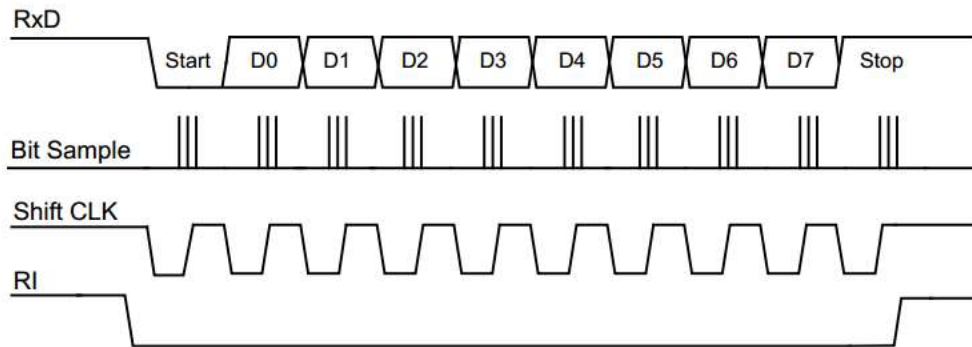 RxD
Start D0 D1 D2 D3 D4 D5 D6 D7 Stop
Bit Sample
Shift CLK
RI